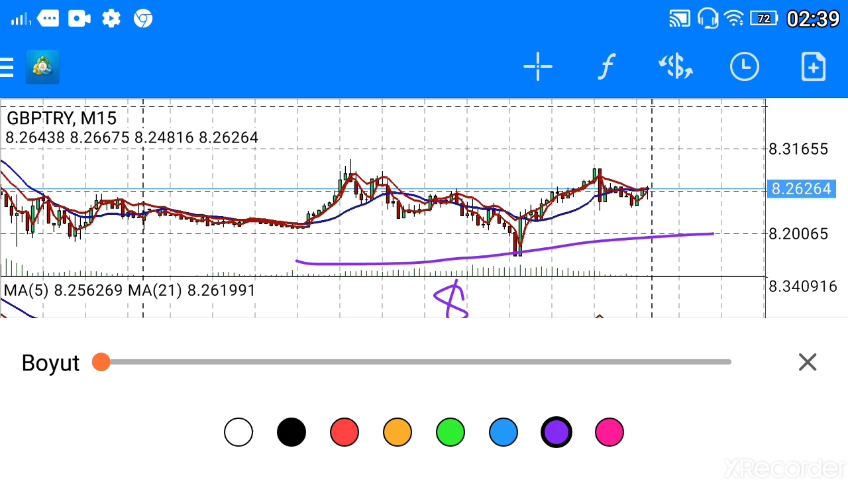 72 02:39
GBPTRY, M15
8.26438 8.26675 8.24816 8.26264
8.31655
8.26264
8.20065
MA(5) 8.256269 MA(21) 8.261991
8.340916
8
Boyut
XRecorder